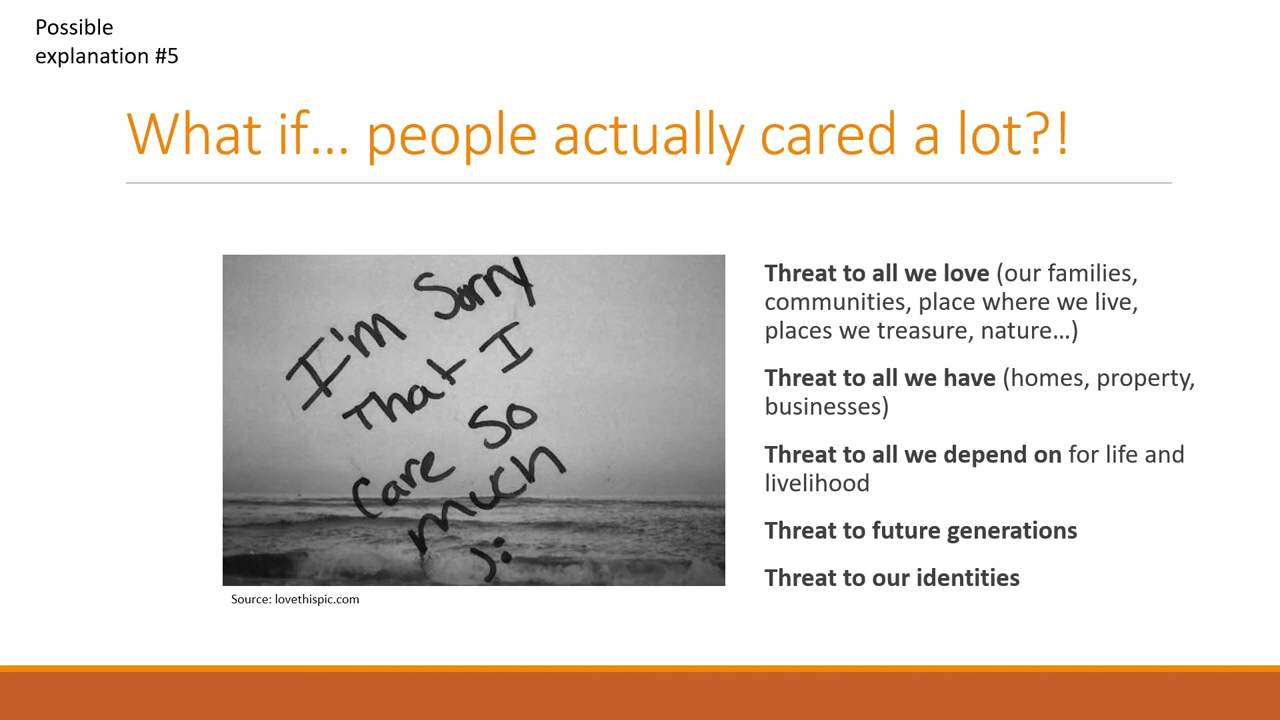 Possible
explanation #5
What if... people actually cared a lot?!
I'm Sorry
That I
Care So
much
):
Source: lovethispic.com
Threat to all we love (our families,
communities, place where we live,
places we treasure, nature...)
Threat to all we have (homes, property,
businesses)
Threat to all we depend on for life and
livelihood
Threat to future generations
Threat to our identities